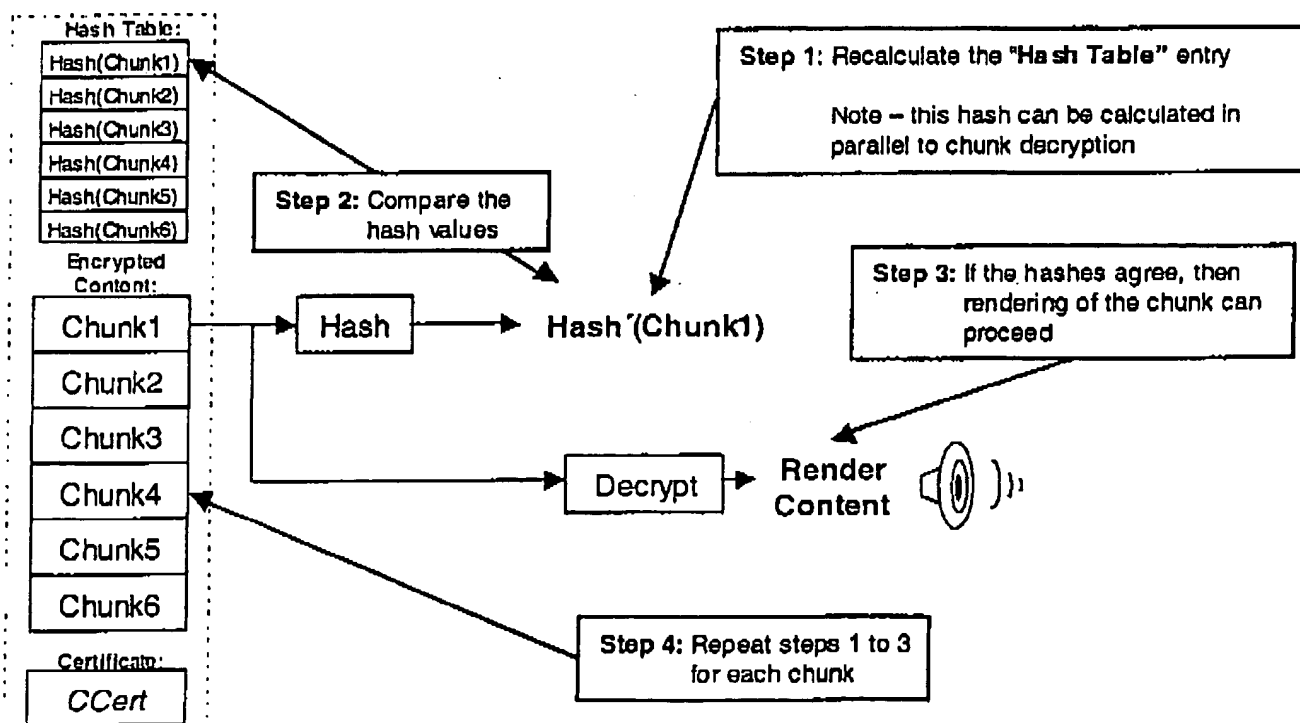 Hash Table:
Hash(Chunk1)
Hash(Chunk2)
Hash(Chunk3)
Hash(Chunk4)
Hash(Chunk5)
Hash(Chunk6)
Encrypted
Content:
Chunk1
Chunk2
Chunk3
Chunk4
Chunk5
Chunk6
Certificate:
CCert
Step 1: Recalculate the "Hash Table" entry
Note – this hash can be calculated in
parallel to chunk decryption
Step 2: Compare the
hash values
Hash
Hash´(Chunk1)
Step 3: If the hashes agree, then
rendering of the chunk can
proceed
Decrypt
Render
Content
Step 4: Repeat steps 1 to 3
for each chunk